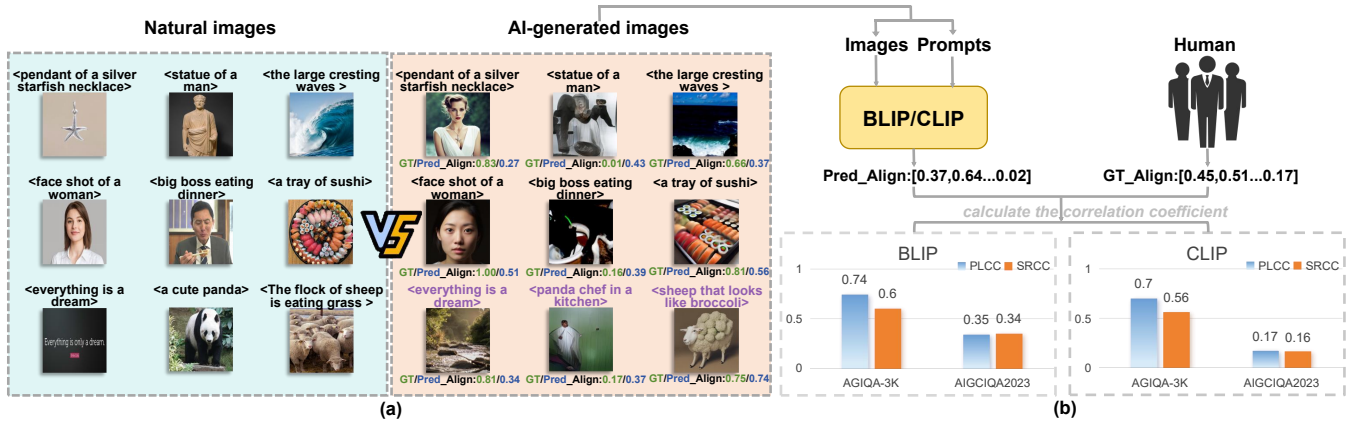 Natural images
<pendant of a silver
starfish necklace>
<statue of a
man>
<the large cresting
waves >
<face shot of a
woman>
<big boss eating
dinner>
<a tray of sushi>
<everything is a
dream>
Everything is only a dream.
<a cute panda>
<The flock of sheep
is eating grass >
VS
AI-generated images
<pendant of a silver
starfish necklace>
GT/Pred_Align:0.83/0.27
<statue of a
man>
GT/Pred_Align:0.01/0.43
<the large cresting
waves >
GT/Pred_Align:0.66/0.37
<face shot of a
woman>
GT/Pred_Align:1.00/0.51
<big boss eating
dinner>
GT/Pred_Align:0.16/0.39
<a tray of sushi>
GT/Pred_Align:0.81/0.56
<everything is a
dream>
GT/Pred_Align:0.81/0.34
<panda chef in a
kitchen>
GT/Pred_Align:0.17/0.37
<sheep that looks
like broccoli>
GT/Pred_Align:0.75/0.74
(a)
Images Prompts
Human
BLIP/CLIP
Pred_Align:[0.37,0.64...0.02]
GT_Align:[0.45,0.51...0.17]
calculate the correlation coefficient
BLIP
PLCC SRCC
1
0.5
0
0.74
0.6
0.35
0.34
AGIQA-3K
AIGCIQA2023
CLIP
PLCC SRCC
1
0.5
0
0.7
0.56
0.17
0.16
AGIQA-3K
AIGCIQA2023
(b)